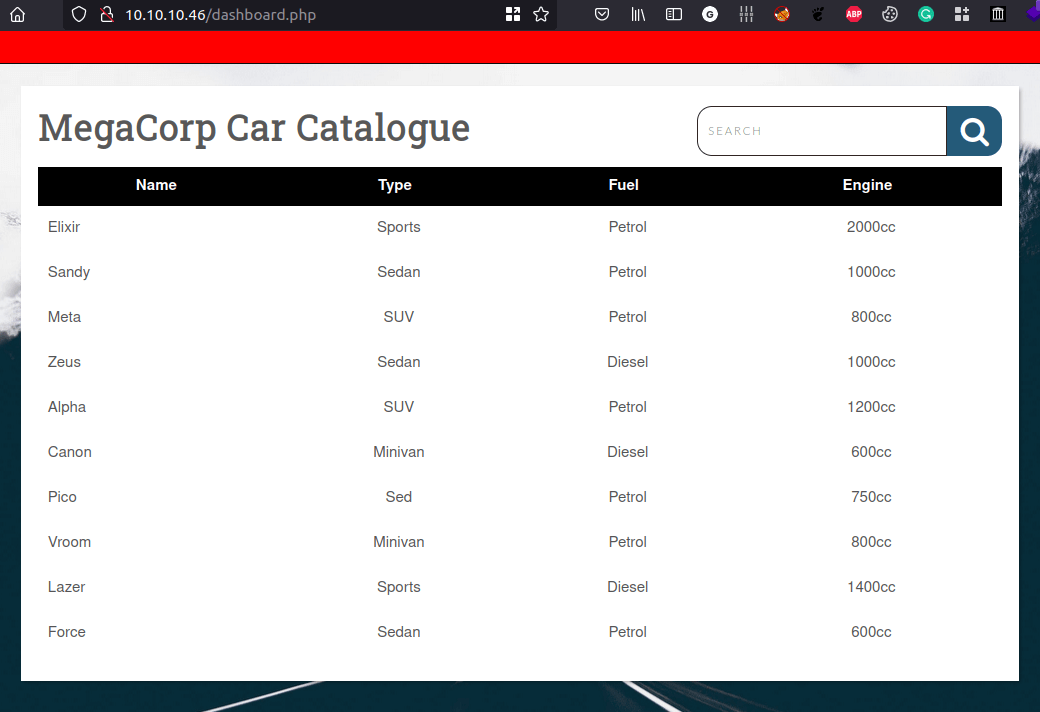 10.10.10.46/dashboard.php
G
ABP
G
MegaCorp Car Catalogue
SEARCH
Name Type Fuel Engine
Elixir Sports Petrol 2000cc
Sandy Sedan Petrol 1000cc
Meta SUV Petrol 800cc
Zeus Sedan Diesel 1000cc
Alpha SUV Petrol 1200cc
Canon Minivan Diesel 600cc
Pico Sed Petrol 750cc
Vroom Minivan Petrol 800cc
Lazer Sports Diesel 1400cc
Force Sedan Petrol 600cc